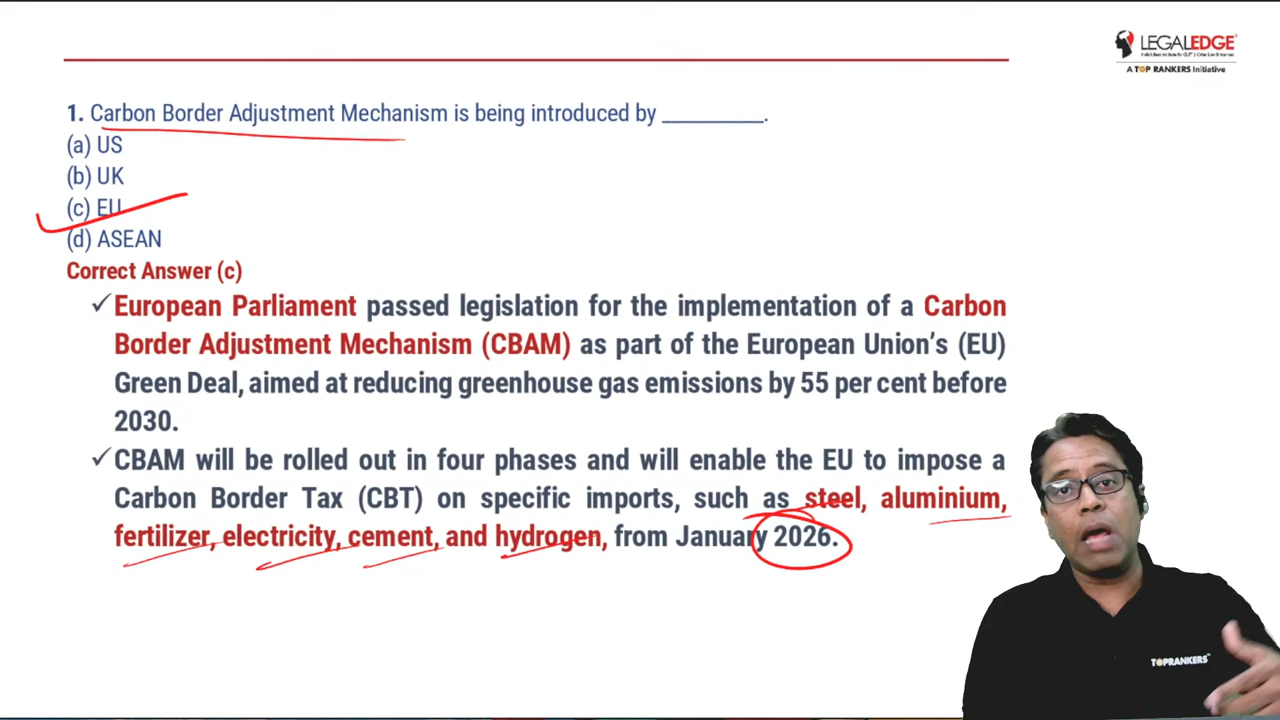 LEGALEDGE
A TOP RANKERS Initiative
1. Carbon Border Adjustment Mechanism is being introduced by __________.
(a) US
(b) UK
(c) EU
(d) ASEAN
Correct Answer (c)
✓European Parliament passed legislation for the implementation of a Carbon
Border Adjustment Mechanism (CBAM) as part of the European Union's (EU)
Green Deal, aimed at reducing greenhouse gas emissions by 55 per cent before
2030.
✓CBAM will be rolled out in four phases and will enable the EU to impose a
Carbon Border Tax (CBT) on specific imports, such as steel, aluminium,
fertilizer, electricity, cement, and hydrogen, from January 2026.
TOPRANKERS